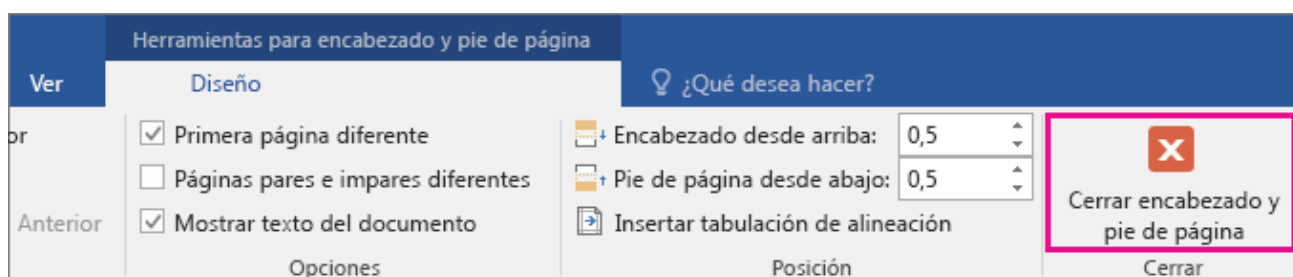 Herramientas para encabezado y pie de página
Ver Diseño ¿Qué desea hacer?
or Primera página diferente Encabezado desde arriba: 0,5
Páginas pares e impares diferentes Pie de página desde abajo: 0,5
Anterior Mostrar texto del documento Insertar tabulación de alineación
Cerrar encabezado y
pie de página
Opciones Posición Cerrar